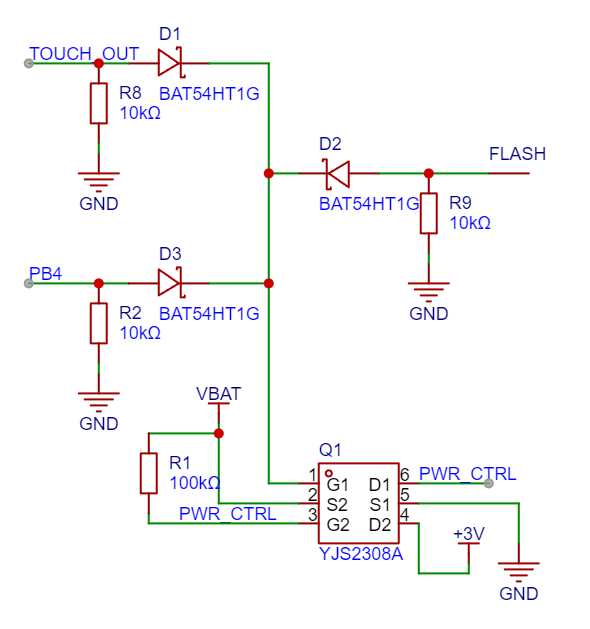 D1
TOUCH_OUT
BAT54HT1G
R8
10kΩ
GND
D2
FLASH
BAT54HT1G
R9
10kΩ
GND
D3
PB4
BAT54HT1G
R2
10kΩ
GND
VBAT
R1
100kΩ
PWR_CTRL
Q1
1 G1 D1 6
2 S2 S1 5
3 G2 D2 4
YJS2308A
PWR_CTRL
+3V
GND